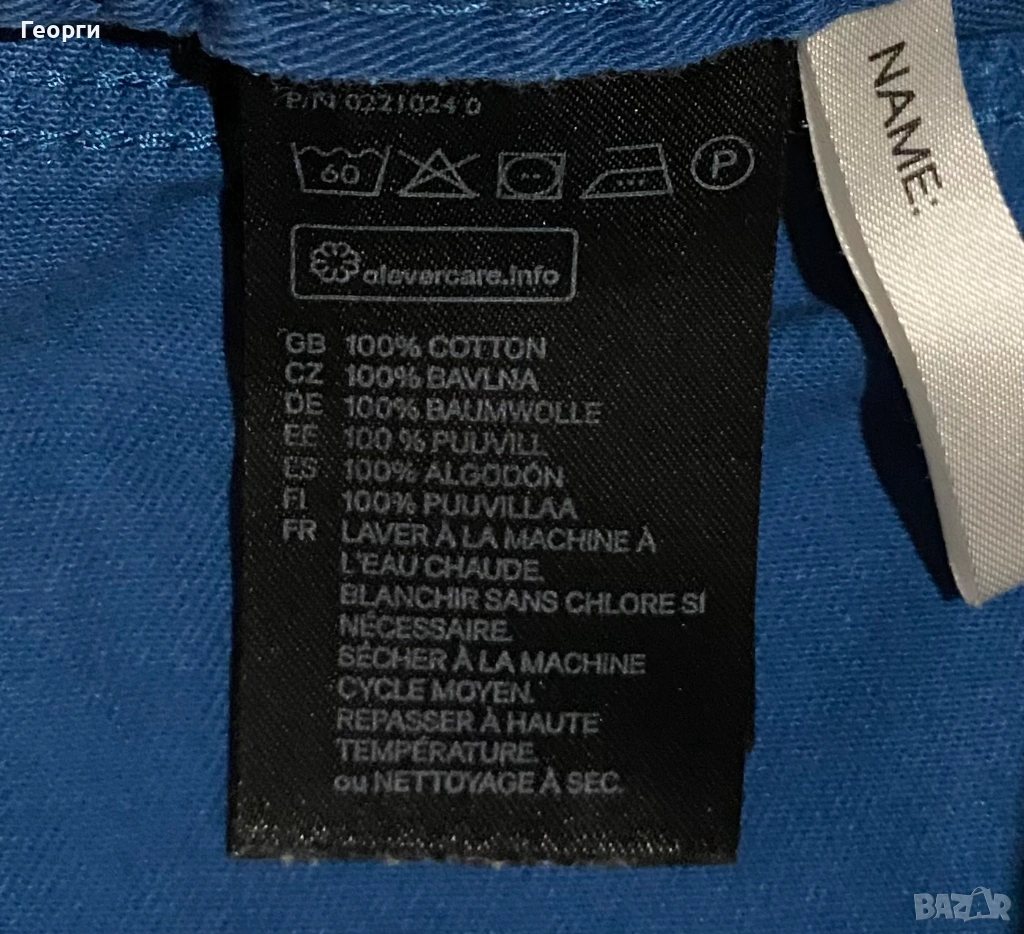 Георги
P/N 0221024 0
60
P
clevercare.info
GB 100% COTTON
CZ 100% BAVLNA
DE 100% BAUMWOLLE
EE 100 % PUUVILL
ES 100% ALGODÓN
FI 100% PUUVILLAA
FR LAVER À LA MACHINE À
L'EAU CHAUDE.
BLANCHIR SANS CHLORE SI
NÉCESSAIRE.
SÉCHER À LA MACHINE
CYCLE MOYEN.
REPASSER À HAUTE
TEMPÉRATURE.
ou NETTOYAGE À SEC.
NAME:
BAZAR